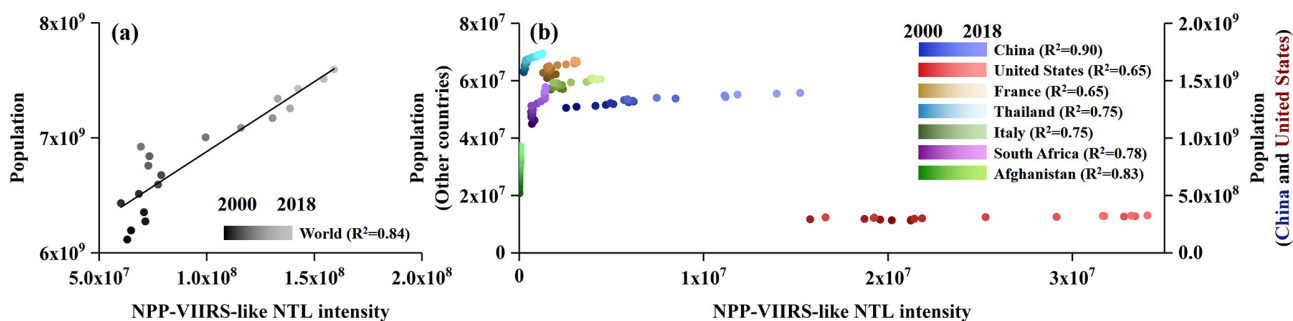 (a)
8x10⁹
7x10⁹
6x10⁹
Population
5.0x10⁷
1.0x10⁸
1.5x10⁸
2.0x10⁸
NPP-VIIRS-like NTL intensity
2000 2018
World (R²=0.84)
(b)
8x10⁷
6x10⁷
4x10⁷
2x10⁷
0
Population
(Other countries)
0
1x10⁷
2x10⁷
3x10⁷
NPP-VIIRS-like NTL intensity
2000 2018
China (R²=0.90)
United States (R²=0.65)
France (R²=0.65)
Thailand (R²=0.75)
Italy (R²=0.75)
South Africa (R²=0.78)
Afghanistan (R²=0.83)
2.0x10⁹
1.5x10⁹
1.0x10⁹
5.0x10⁸
0.0
Population
(China and United States)